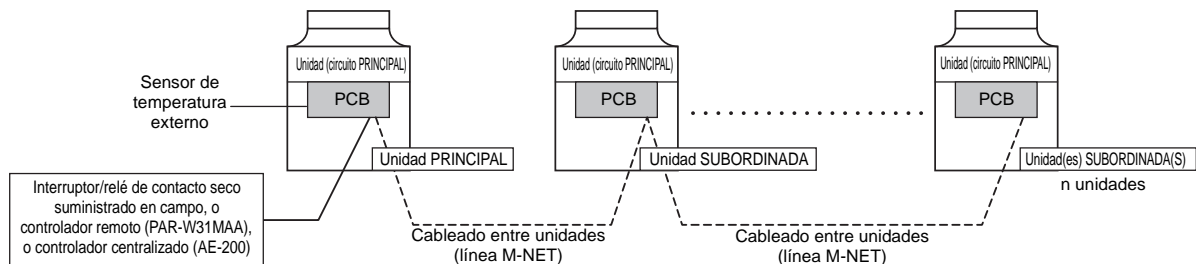 Unidad (circuito PRINCIPAL)
Unidad (circuito PRINCIPAL)
Unidad (circuito PRINCIPAL)
Sensor de
temperatura
externo
PCB
PCB
PCB
Unidad PRINCIPAL
Unidad SUBORDINADA
Unidad(es) SUBORDINADA(S)
n unidades
Interruptor/relé de contacto seco
suministrado en campo, o
controlador remoto (PAR-W31MAA),
o controlador centralizado (AE-200)
Cableado entre unidades
(línea M-NET)
Cableado entre unidades
(línea M-NET)